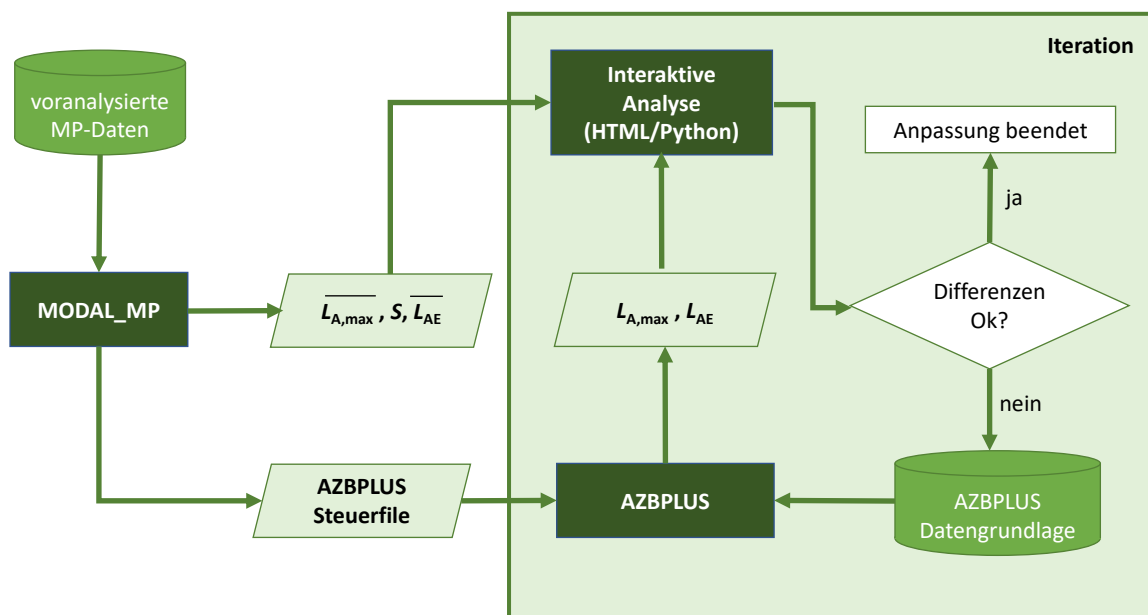 Iteration
voranalysierte
MP-Daten
Interaktive
Analyse
(HTML/Python)
Anpassung beendet
ja
MODAL_MP
L̅A,max , S, L̅AE
LA,max , LAE
Differenzen
Ok?
nein
AZBPLUS
Steuerfile
AZBPLUS
AZBPLUS
Datengrundlage